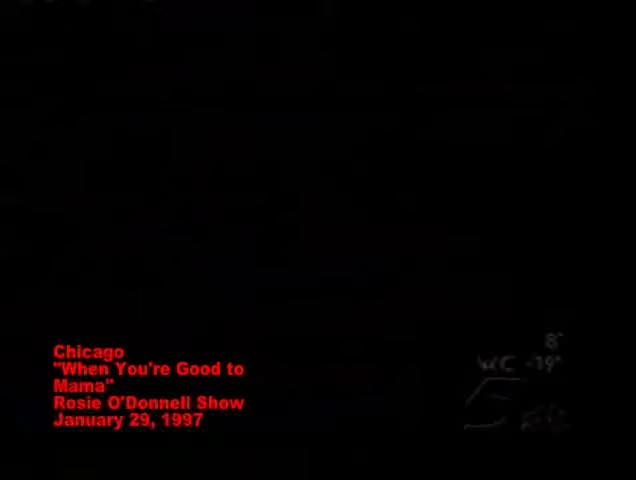 Chicago
"When You're Good to
Mama"
Rosie O'Donnell Show
January 29, 1997
8°
WC -19°